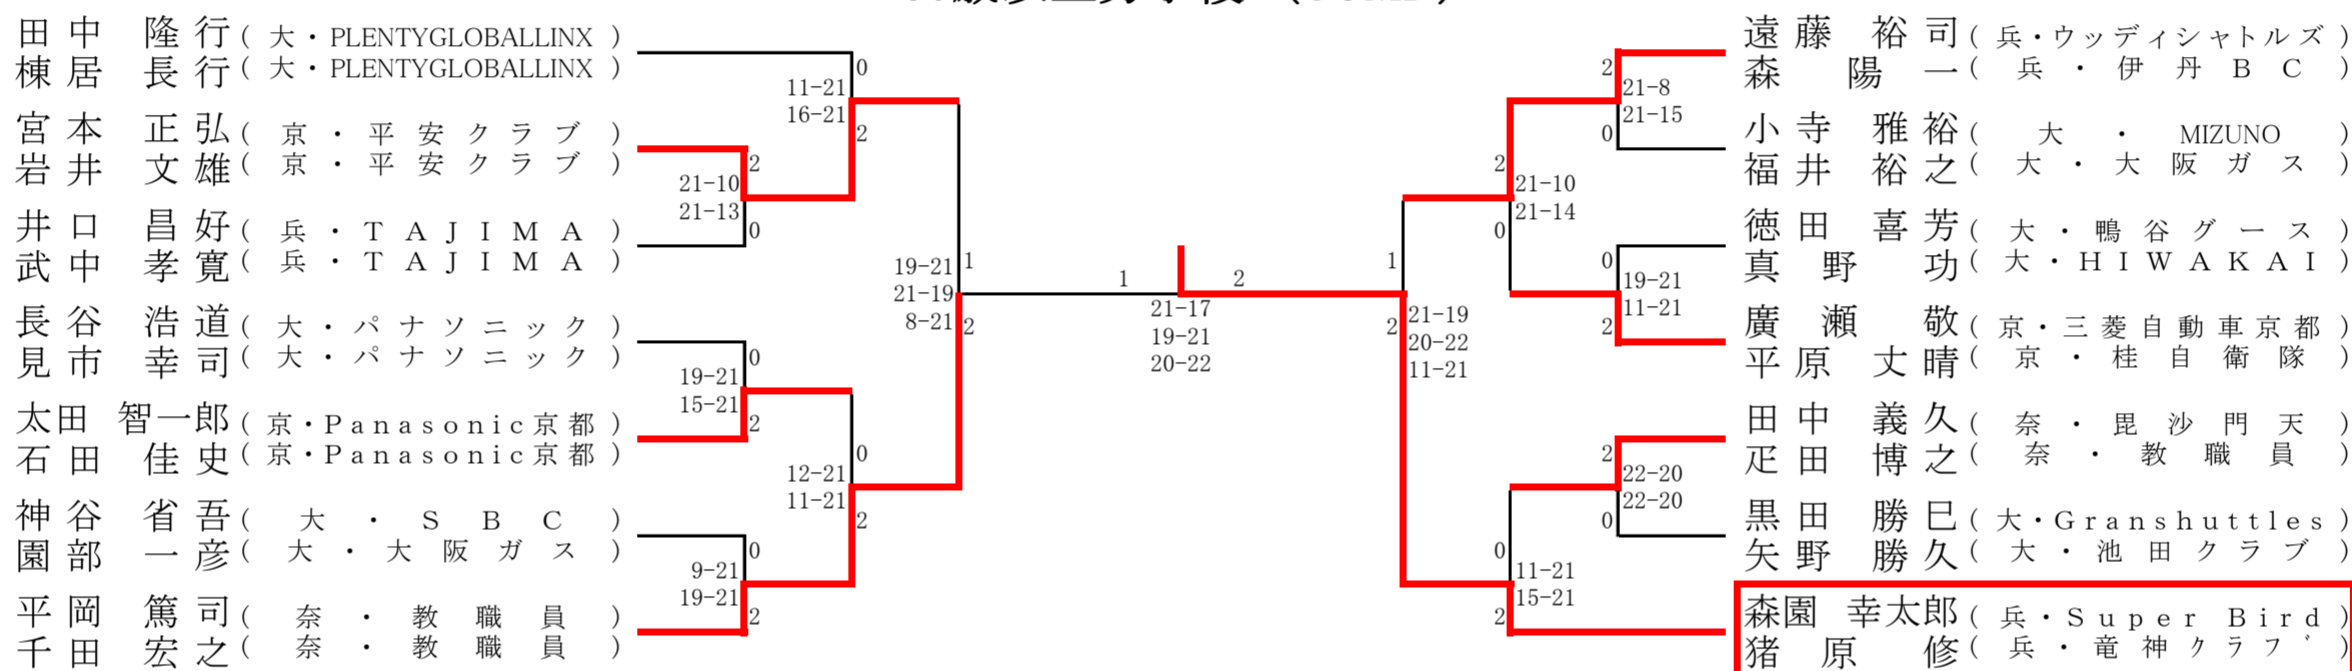 田中 隆行 ( 大・PLENTYGLOBALLINX )
棟居 長行 ( 大・PLENTYGLOBALLINX )
宮本 正弘 ( 京・平安クラブ )
岩井 文雄 ( 京・平安クラブ )
井口 昌好 ( 兵・TAJIMA )
武中 孝寛 ( 兵・TAJIMA )
長谷 浩道 ( 大・パナソニック )
見市 幸司 ( 大・パナソニック )
太田 智一郎 ( 京・Panasonic京都 )
石田 佳史 ( 京・Panasonic京都 )
神谷 省吾 ( 大・SBC )
園部 一彦 ( 大・大阪ガス )
平岡 篤司 ( 奈・教職員 )
千田 宏之 ( 奈・教職員 )
0
11-21
16-21
2
2
21-10
21-13
0
0
19-21
15-21
2
0
12-21
11-21
2
0
9-21
19-21
2
19-21
21-19
8-21
1
2
1
2
21-17
19-21
20-22
1
2
21-19
20-22
11-21
2
21-10
21-14
0
2
21-8
21-15
0
0
19-21
11-21
2
2
22-20
22-20
0
0
11-21
15-21
2
遠藤 裕司 ( 兵・ウッディシャトルズ )
森 陽一 ( 兵・伊丹BC )
小寺 雅裕 ( 大・MIZUNO )
福井 裕之 ( 大・大阪ガス )
徳田 喜芳 ( 大・鴨谷グース )
真野 功 ( 大・HIWAKAI )
廣瀬 敬 ( 京・三菱自動車京都 )
平原 丈晴 ( 京・桂自衛隊 )
田中 義久 ( 奈・毘沙門天 )
疋田 博之 ( 奈・教職員 )
黒田 勝巳 ( 大・Granshuttles )
矢野 勝久 ( 大・池田クラブ )
森園 幸太郎 ( 兵・Super Bird )
猪原 修 ( 兵・竜神クラブ )